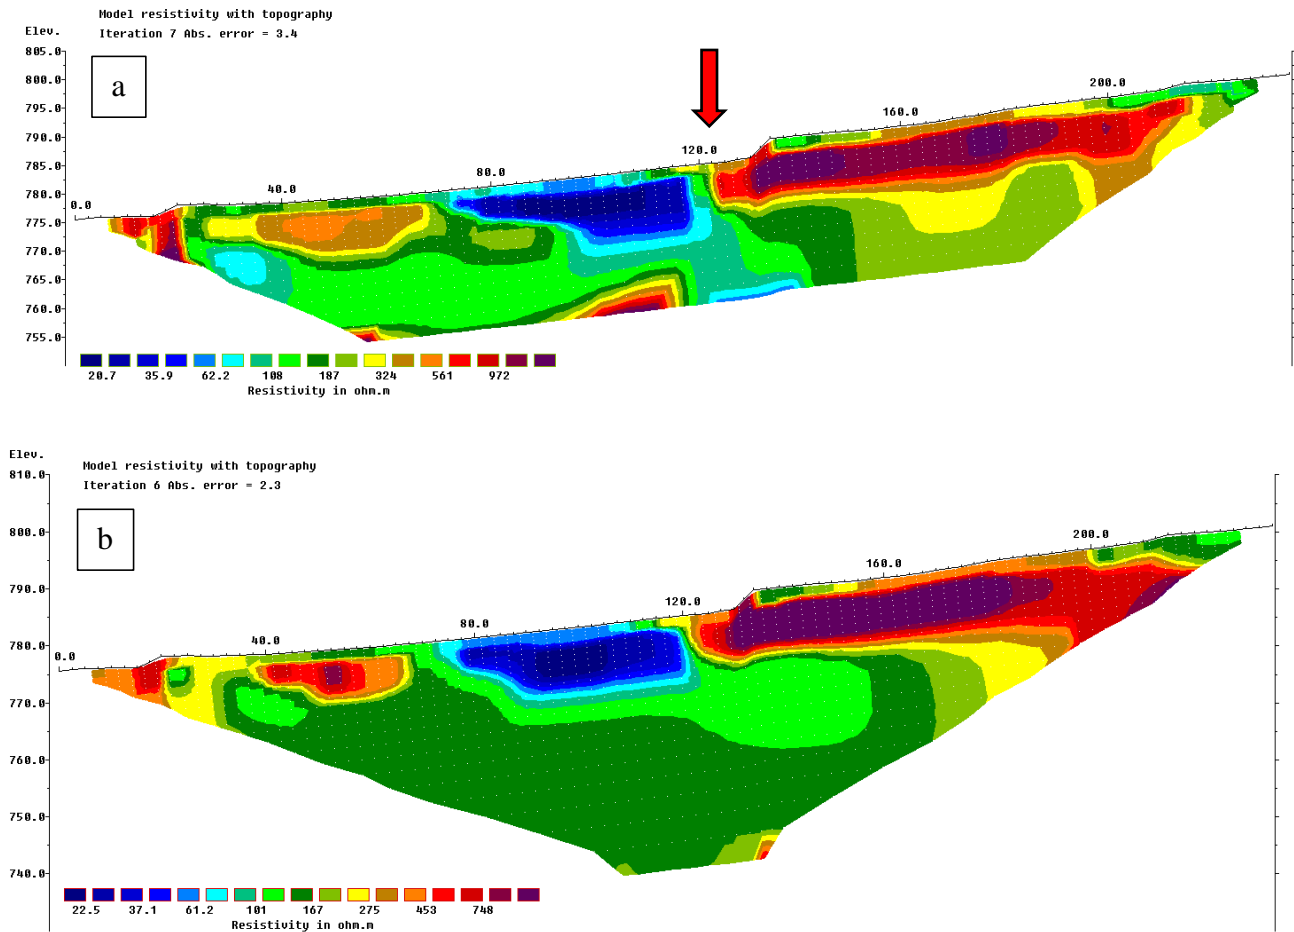 Model resistivity with topography
Elev. Iteration 7 Abs. error = 3.4
805.0
a
800.0 200.0
795.0
790.0 160.0
785.0 120.0
780.0 80.0
0.0 40.0
775.0
770.0
765.0
760.0
755.0
20.7 35.9 62.2 108 187 324 561 972
Resistivity in ohm.m
Elev.
Model resistivity with topography
810.0
Iteration 6 Abs. error = 2.3
b
800.0 200.0
160.0
790.0
120.0
80.0
780.0
0.0 40.0
770.0
760.0
750.0
740.0
22.5 37.1 61.2 101 167 275 453 748
Resistivity in ohm.m